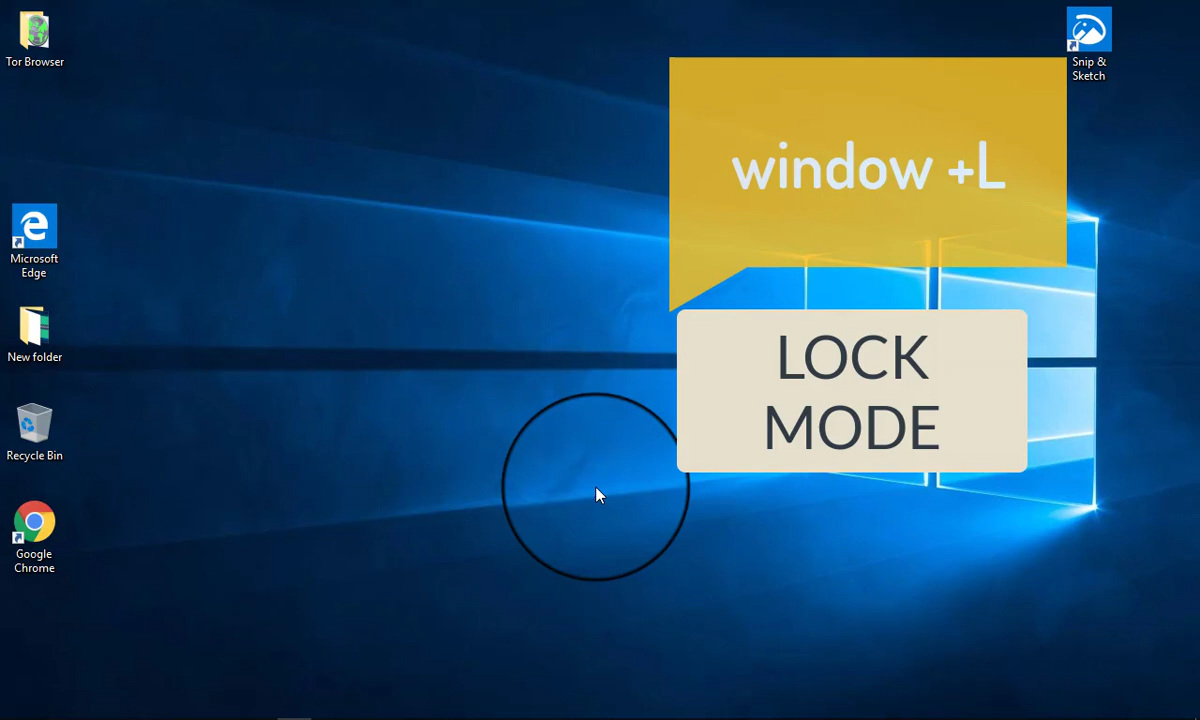 Tor Browser
Snip &
Sketch
window +L
Microsoft
Edge
LOCK
MODE
New folder
Recycle Bin
Google
Chrome